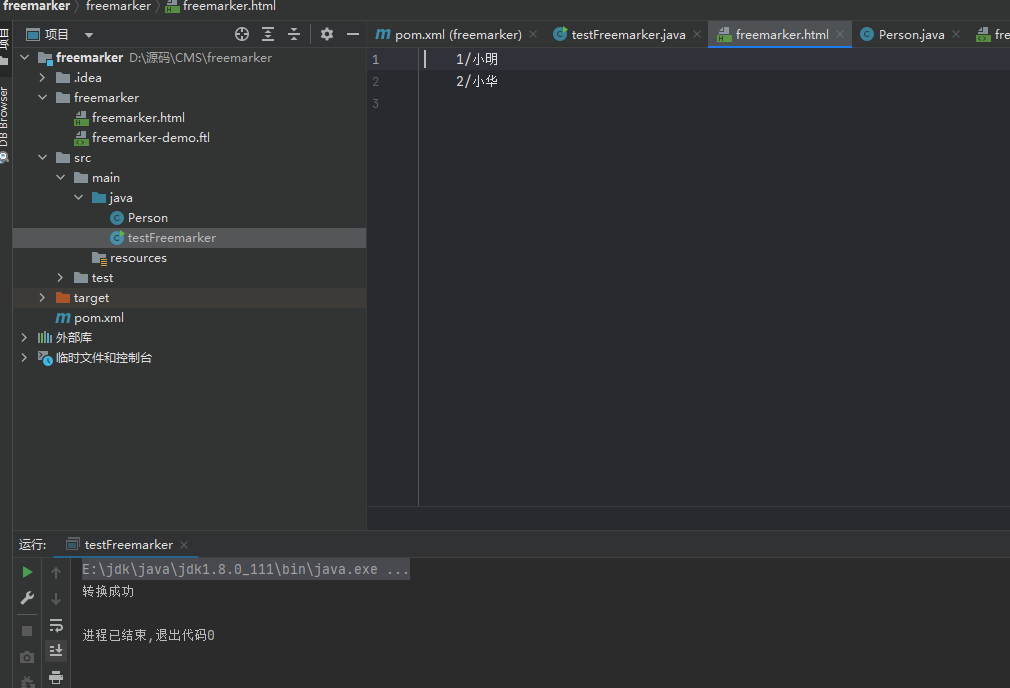 freemarker 〉 freemarker 〉 freemarker.html
项目
pom.xml (freemarker) testFreemarker.java freemarker.html Person.java fre
freemarker D:\源码\CMS\freemarker
.idea
freemarker
freemarker.html
freemarker-demo.ftl
src
main
java
Person
testFreemarker
resources
test
target
pom.xml
外部库
临时文件和控制台
DB Browser
1 1/小明
2 2/小华
3
运行: testFreemarker
E:\jdk\java\jdk1.8.0_111\bin\java.exe ...
转换成功
进程已结束,退出代码0